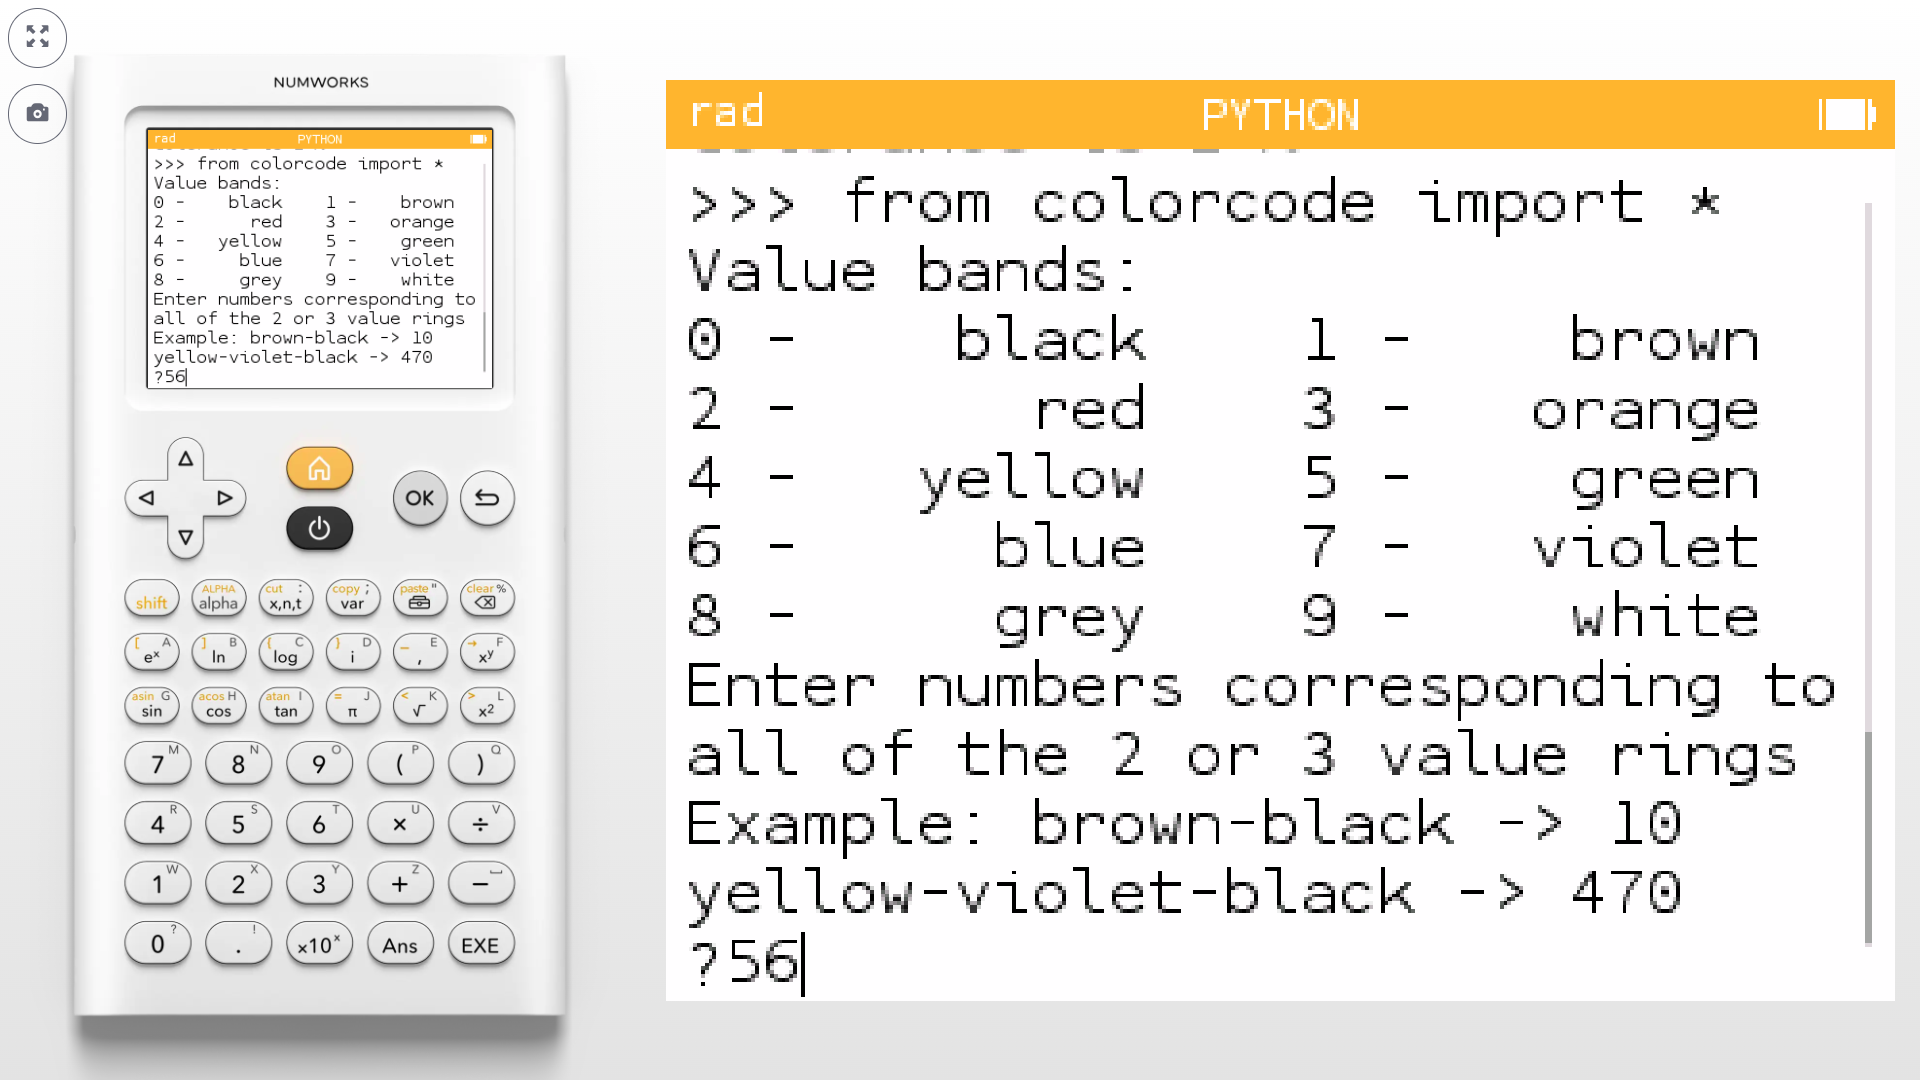 NUMWORKS
rad PYTHON
>>> from colorcode import *
Value bands:
0 - black 1 - brown
2 - red 3 - orange
4 - yellow 5 - green
6 - blue 7 - violet
8 - grey 9 - white
Enter numbers corresponding to
all of the 2 or 3 value rings
Example: brown-black -> 10
yellow-violet-black -> 470
?56
OK
shift ALPHA alpha cut : x,n,t copy ; var paste " clear %
[ A eˣ ] B ln { C log } D i _ E , → F xʸ
asin G sin acos H cos atan I tan = J π < K √ > L x²
7 M 8 N 9 O ( P ) Q
4 R 5 S 6 T × U ÷ V
1 W 2 X 3 Y + Z − ⎵
0 ? . ! ×10ˣ Ans EXE
rad PYTHON
>>> from colorcode import *
Value bands:
0 - black 1 - brown
2 - red 3 - orange
4 - yellow 5 - green
6 - blue 7 - violet
8 - grey 9 - white
Enter numbers corresponding to
all of the 2 or 3 value rings
Example: brown-black -> 10
yellow-violet-black -> 470
?56